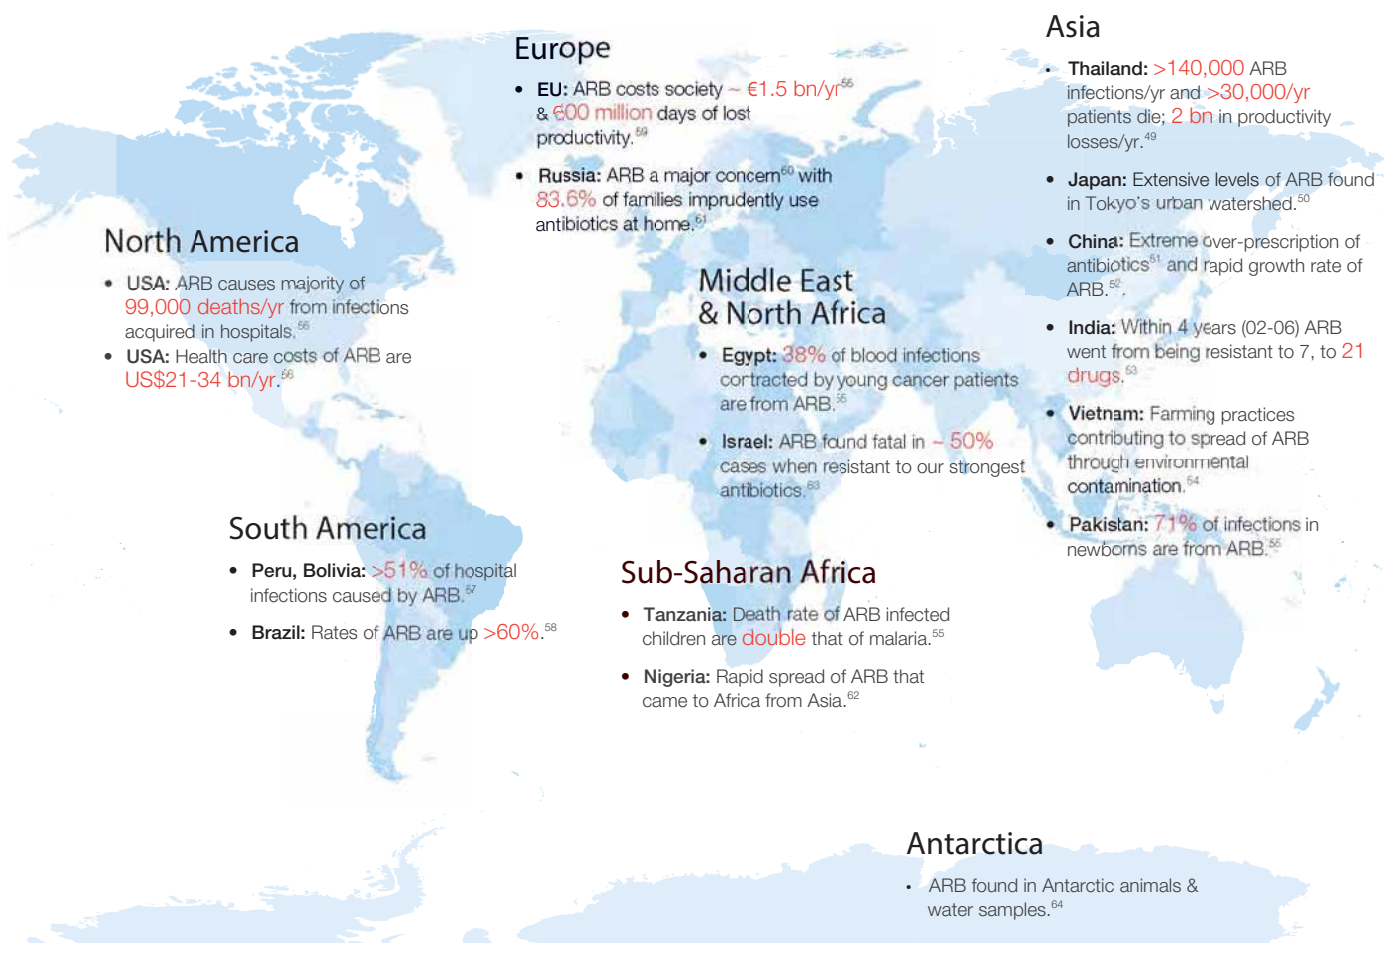 Europe
• EU: ARB costs society ~ €1.5 bn/yr56
& 600 million days of lost
productivity.59
• Russia: ARB a major concern60 with
83.6% of families imprudently use
antibiotics at home.61
Asia
• Thailand: >140,000 ARB
infections/yr and >30,000/yr
patients die; 2 bn in productivity
losses/yr.49
• Japan: Extensive levels of ARB found
in Tokyo's urban watershed.50
• China: Extreme over-prescription of
antibiotics51 and rapid growth rate of
ARB.52.
• India: Within 4 years (02-06) ARB
went from being resistant to 7, to 21
drugs.53
• Vietnam: Farming practices
contributing to spread of ARB
through environmental
contamination.54
• Pakistan: 71% of infections in
newborns are from ARB.55
North America
• USA: ARB causes majority of
99,000 deaths/yr from infections
acquired in hospitals.56
• USA: Health care costs of ARB are
US$21-34 bn/yr.56
Middle East
& North Africa
• Egypt: 38% of blood infections
contracted by young cancer patients
are from ARB.55
• Israel: ARB found fatal in ~ 50%
cases when resistant to our strongest
antibiotics.63
South America
• Peru, Bolivia: >51% of hospital
infections caused by ARB.57
• Brazil: Rates of ARB are up >60%.58
Sub-Saharan Africa
• Tanzania: Death rate of ARB infected
children are double that of malaria.55
• Nigeria: Rapid spread of ARB that
came to Africa from Asia.62
Antarctica
• ARB found in Antarctic animals &
water samples.64